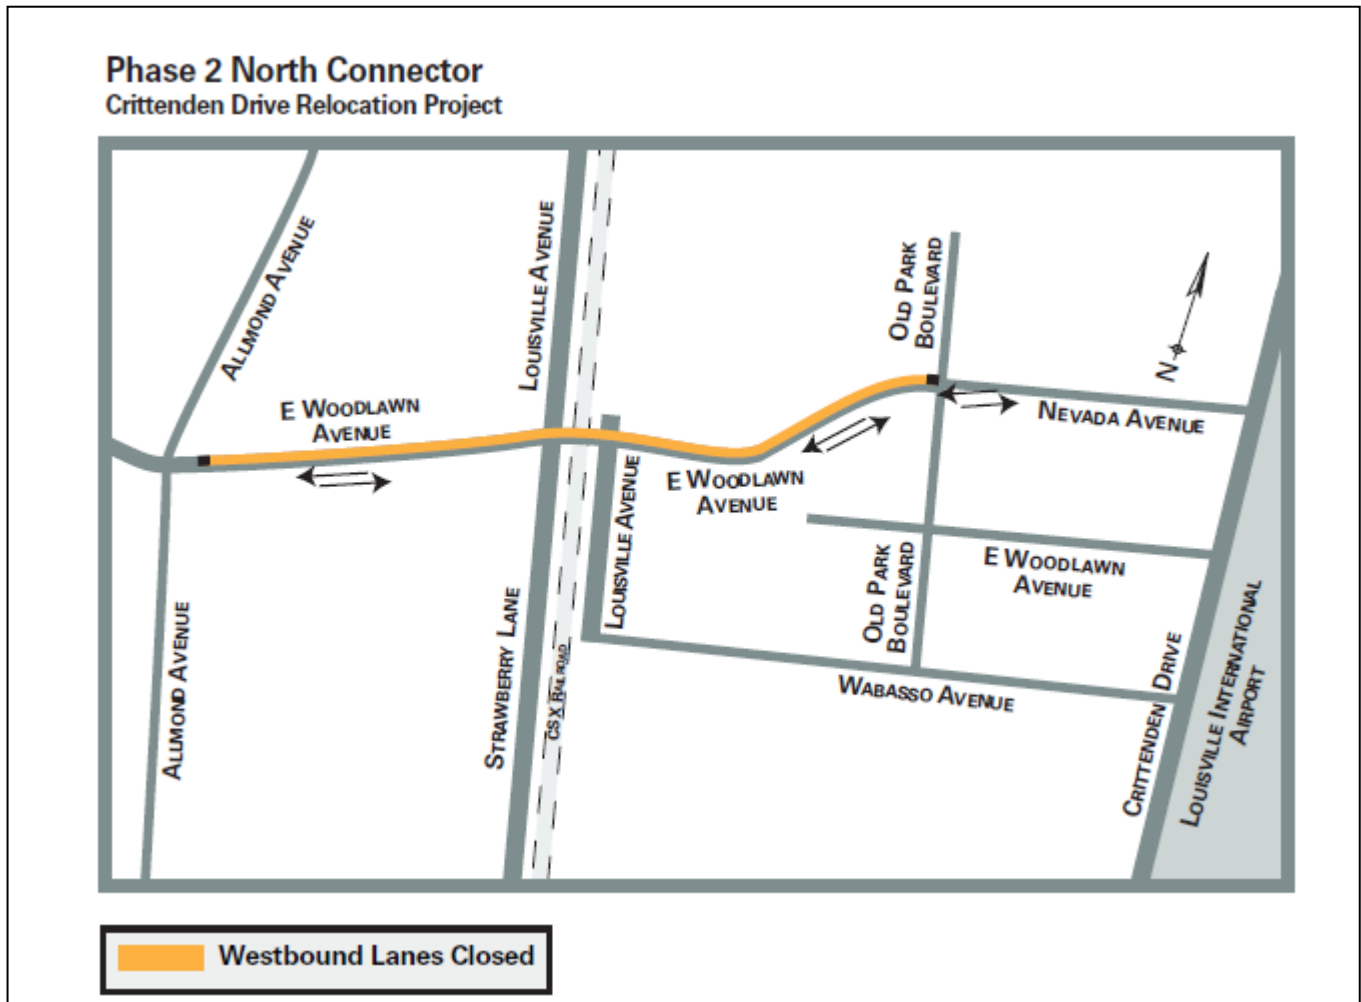 Phase 2 North Connector
Crittenden Drive Relocation Project
ALLMOND AVENUE
LOUISVILLE AVENUE
OLD PARK
BOULEVARD
N
E WOODLAWN
AVENUE
NEVADA AVENUE
E WOODLAWN
AVENUE
LOUISVILLE AVENUE
E WOODLAWN
AVENUE
OLD PARK
BOULEVARD
ALLMOND AVENUE
STRAWBERRY LANE
CSX RAILROAD
WABASSO AVENUE
CRITTENDEN DRIVE
LOUISVILLE INTERNATIONAL
AIRPORT
Westbound Lanes Closed